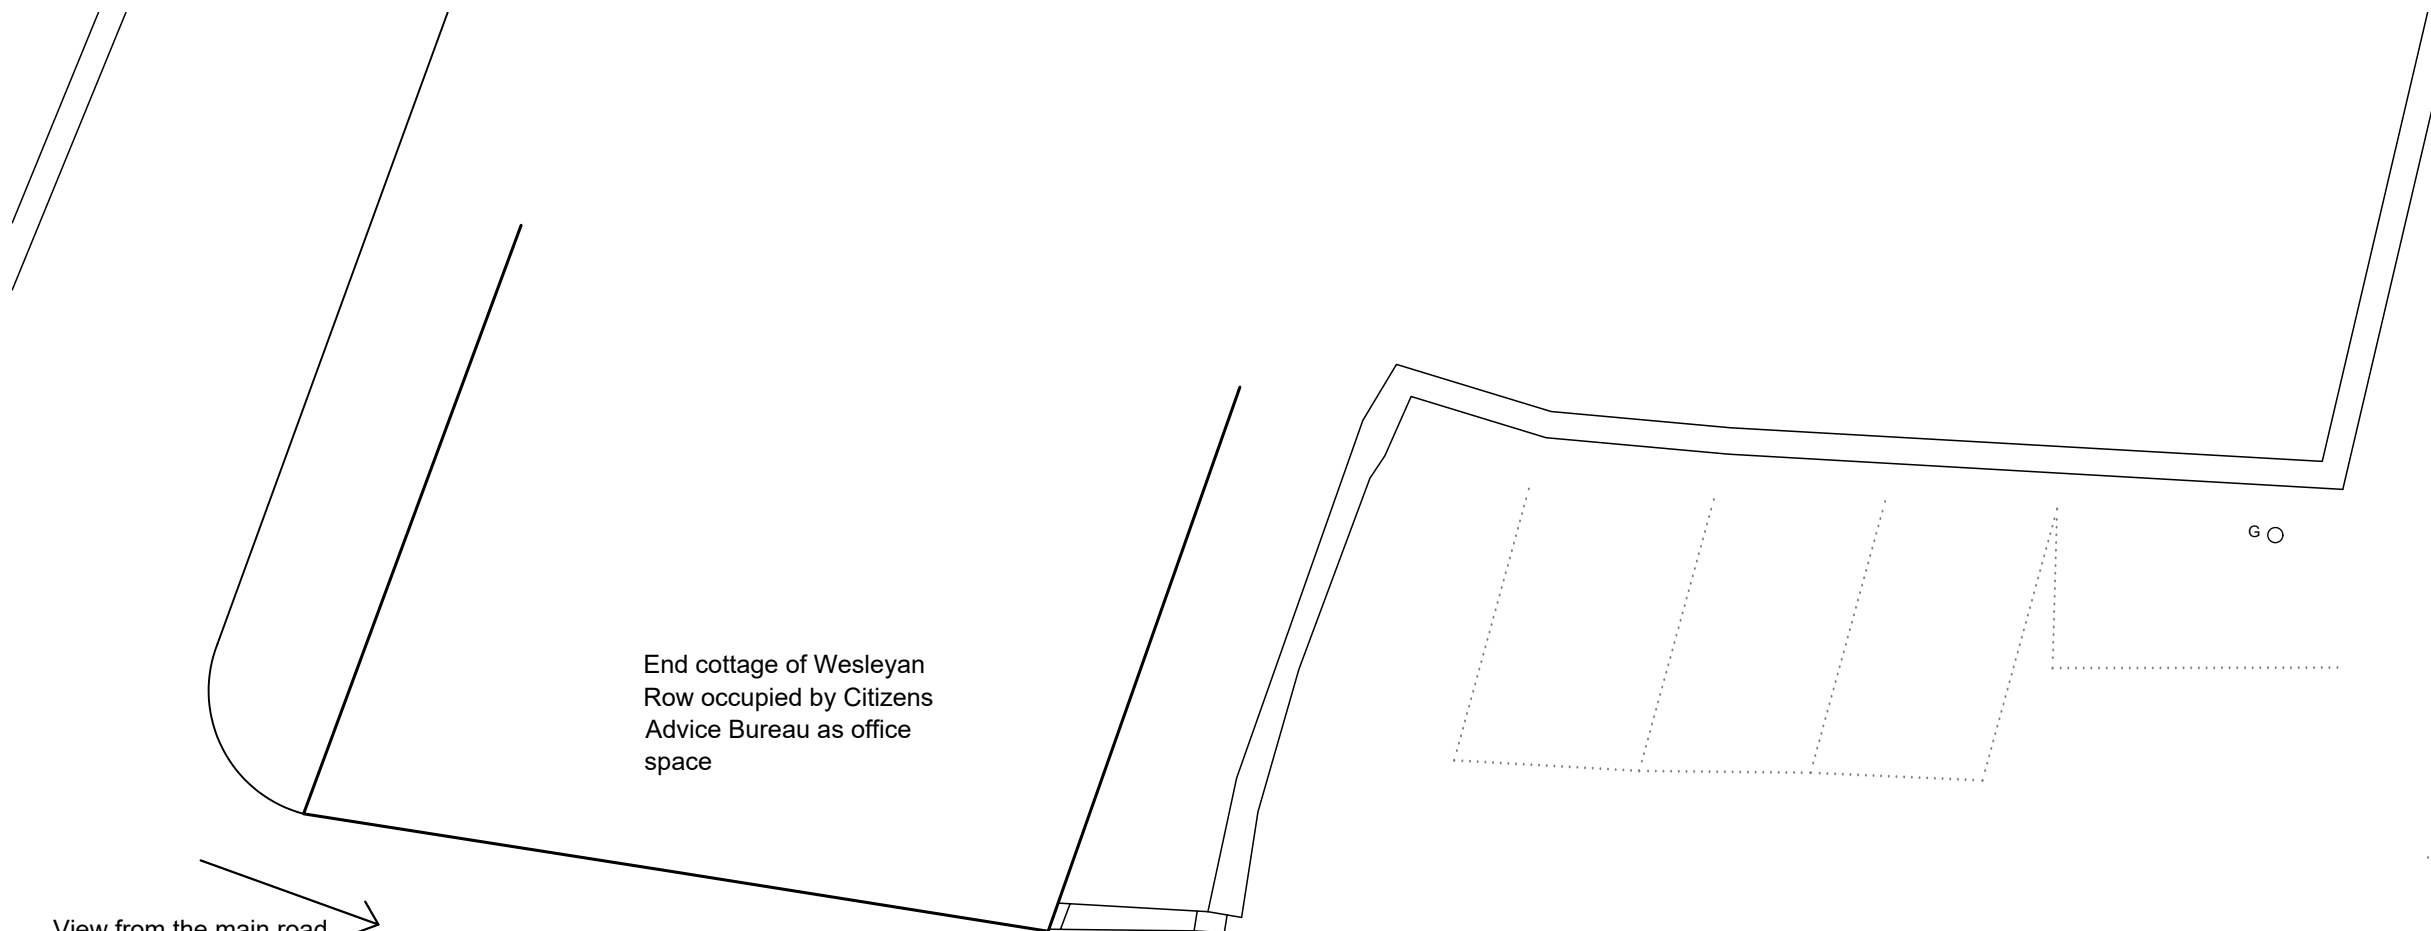 G
End cottage of Wesleyan
Row occupied by Citizens
Advice Bureau as office
space
View from the main road